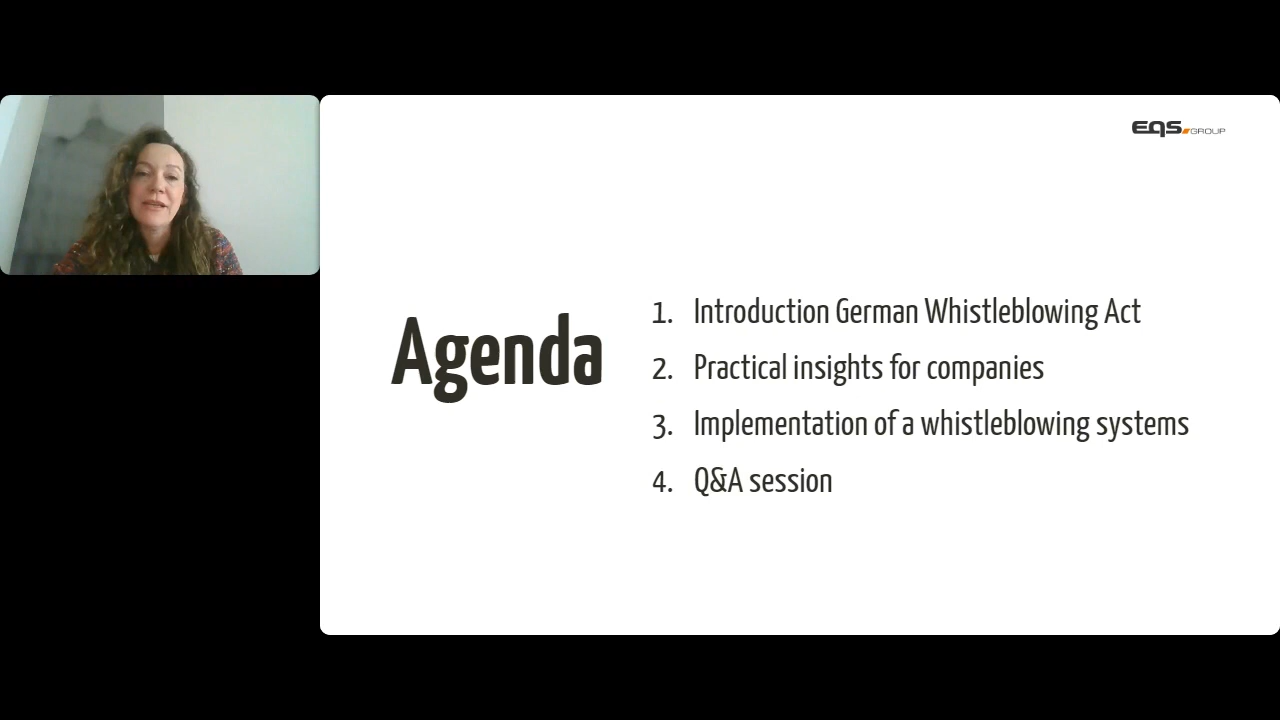 EQS GROUP
Agenda
1. Introduction German Whistleblowing Act
2. Practical insights for companies
3. Implementation of a whistleblowing systems
4. Q&A session